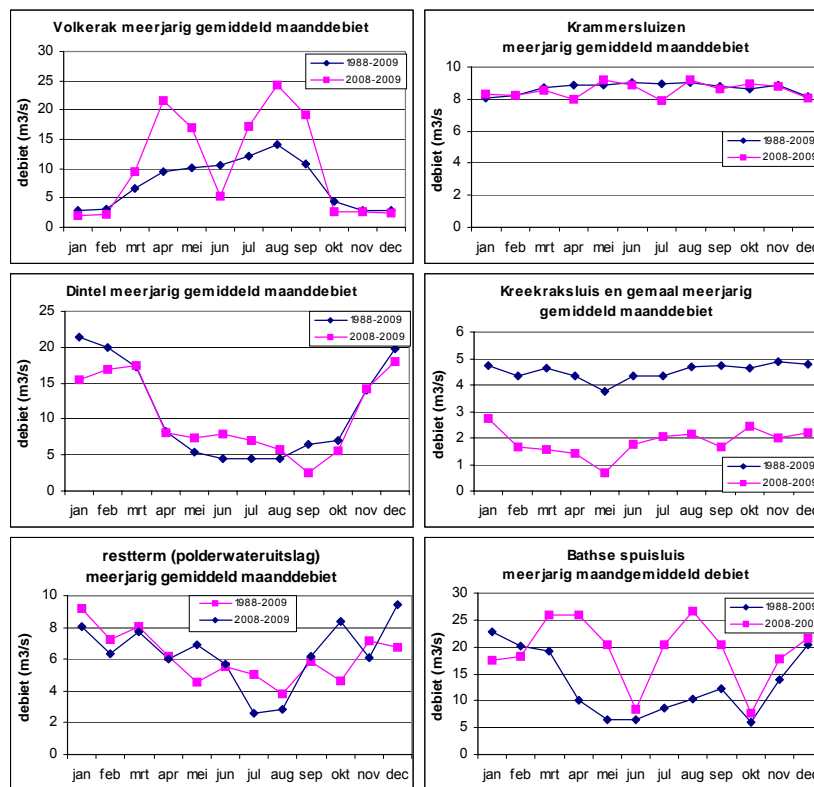 Volkerak meerjarig gemiddeld maanddebiet
30
25
20
15
10
5
0
debiet (m3/s)
1988-2009
2008-2009
jan feb mrt apr mei jun jul aug sep okt nov dec
Krammersluizen
meerjarig gemiddeld maanddebiet
10
8
6
4
2
0
debiet (m3/s
1988-2009
2008-2009
jan feb mrt apr mei jun jul aug sep okt nov dec
Dintel meerjarig gemiddeld maanddebiet
25
20
15
10
5
0
debiet (m3/s)
1988-2009
2008-2009
jan feb mrt apr mei jun jul aug sep okt nov dec
Kreekraksluis en gemaal meerjarig
gemiddeld maanddebiet
6
5
4
3
2
1
0
debiet (m3/s)
1988-2009
2008-2009
jan feb mrt apr mei jun jul aug sep okt nov dec
restterm (polderwateruitslag)
meerjarig gemiddeld maanddebiet
10
8
6
4
2
0
debiet (m3/s)
1988-2009
2008-2009
jan feb mrt apr mei jun jul aug sep okt nov dec
Bathse spuisluis
meerjarig maandgemiddeld debiet
30
25
20
15
10
5
0
debiet (m3/s)
1988-2009
2008-2009
jan feb mrt apr mei jun jul aug sep okt nov dec